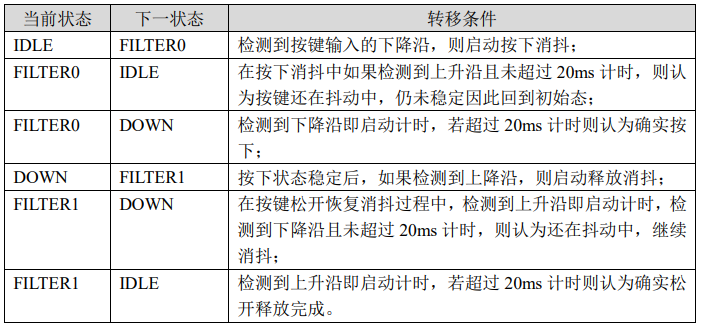 当前状态 下一状态 转移条件
IDLE FILTER0 检测到按键输入的下降沿，则启动按下消抖；
FILTER0 IDLE 在按下消抖中如果检测到上升沿且未超过 20ms 计时，则认
为按键还在抖动中，仍未稳定因此回到初始态；
FILTER0 DOWN 检测到下降沿即启动计时，若超过 20ms 计时则认为确实按
下；
DOWN FILTER1 按下状态稳定后，如果检测到上降沿，则启动释放消抖；
FILTER1 DOWN 在按键松开恢复消抖过程中，检测到上升沿即启动计时，检
测到下降沿且未超过 20ms 计时，则认为还在抖动中，继续
消抖；
FILTER1 IDLE 检测到上升沿即启动计时，若超过 20ms 计时则认为确实松
开释放完成。